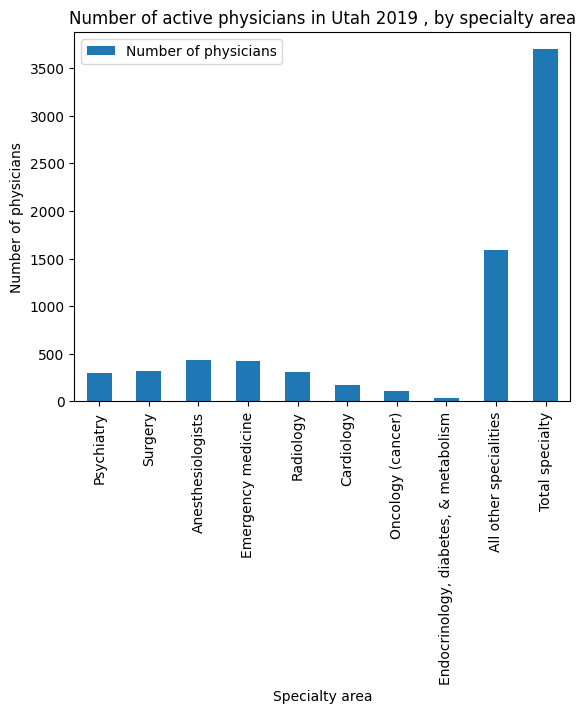 Number of active physicians in Utah 2019 , by specialty area
Number of physicians
Number of physicians
3500
3000
2500
2000
1500
1000
500
0
Psychiatry
Surgery
Anesthesiologists
Emergency medicine
Radiology
Cardiology
Oncology (cancer)
Endocrinology, diabetes, & metabolism
All other specialities
Total specialty
Specialty area